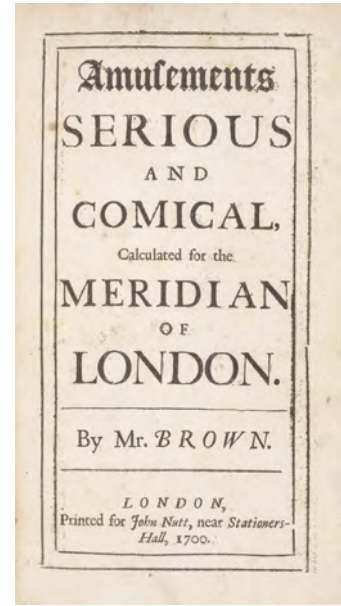 Amuſements
SERIOUS
AND
COMICAL,
Calculated for the
MERIDIAN
OF
LONDON.
By Mr. BROWN.
LONDON,
Printed for John Nutt, near Stationers-
Hall, 1700.